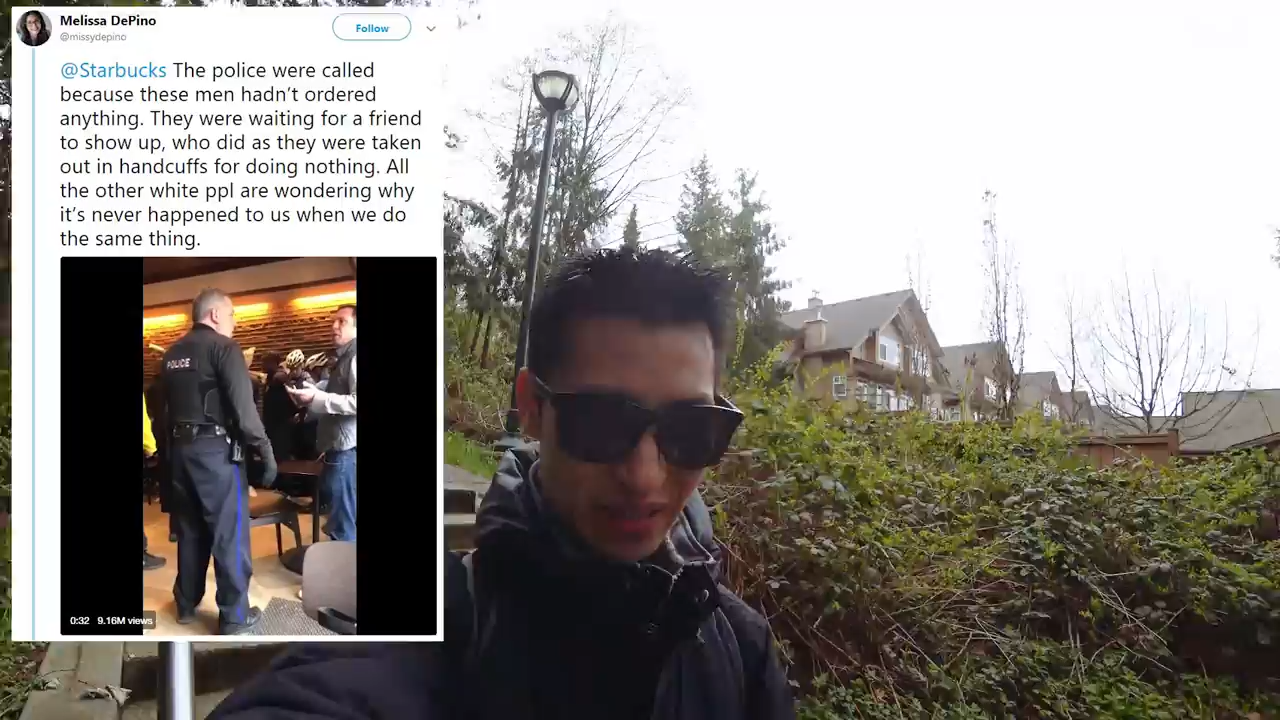 Melissa DePino
@missydepino
Follow
@Starbucks The police were called
because these men hadn't ordered
anything. They were waiting for a friend
to show up, who did as they were taken
out in handcuffs for doing nothing. All
the other white ppl are wondering why
it's never happened to us when we do
the same thing.
POLICE
0:32 9.16M views